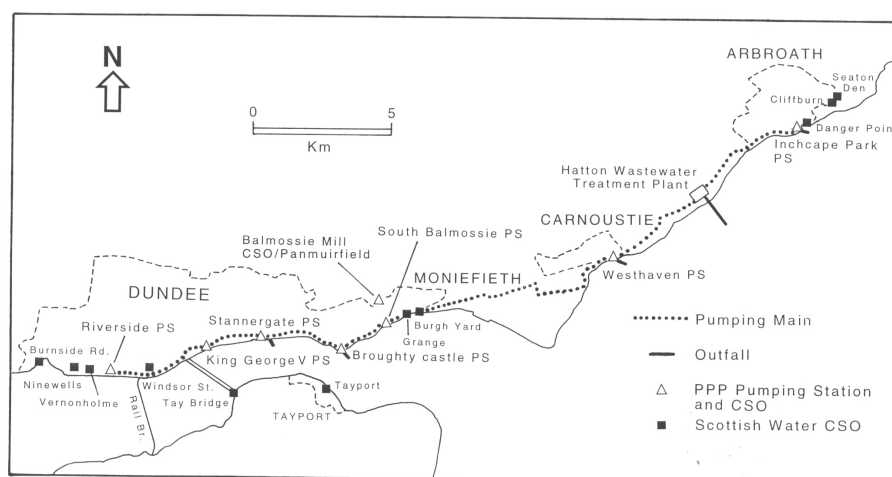 N
0
5
Km
ARBROATH
Seaton
Den
Cliffburn
Danger Poin
Inchcape Park
PS
Hatton Wastewater
Treatment Plant
CARNOUSTIE
Westhaven PS
South Balmossie PS
Balmossie Mill
CSO/Panmuirfield
MONIEFIETH
DUNDEE
Stannergate PS
Riverside PS
Burgh Yard
Grange
Broughty castle PS
King George V PS
Burnside Rd.
Ninewells
Vernonholme
Windsor St.
Tay Bridge
Tayport
TAYPORT
Rail Br.
Pumping Main
Outfall
PPP Pumping Station
and CSO
Scottish Water CSO